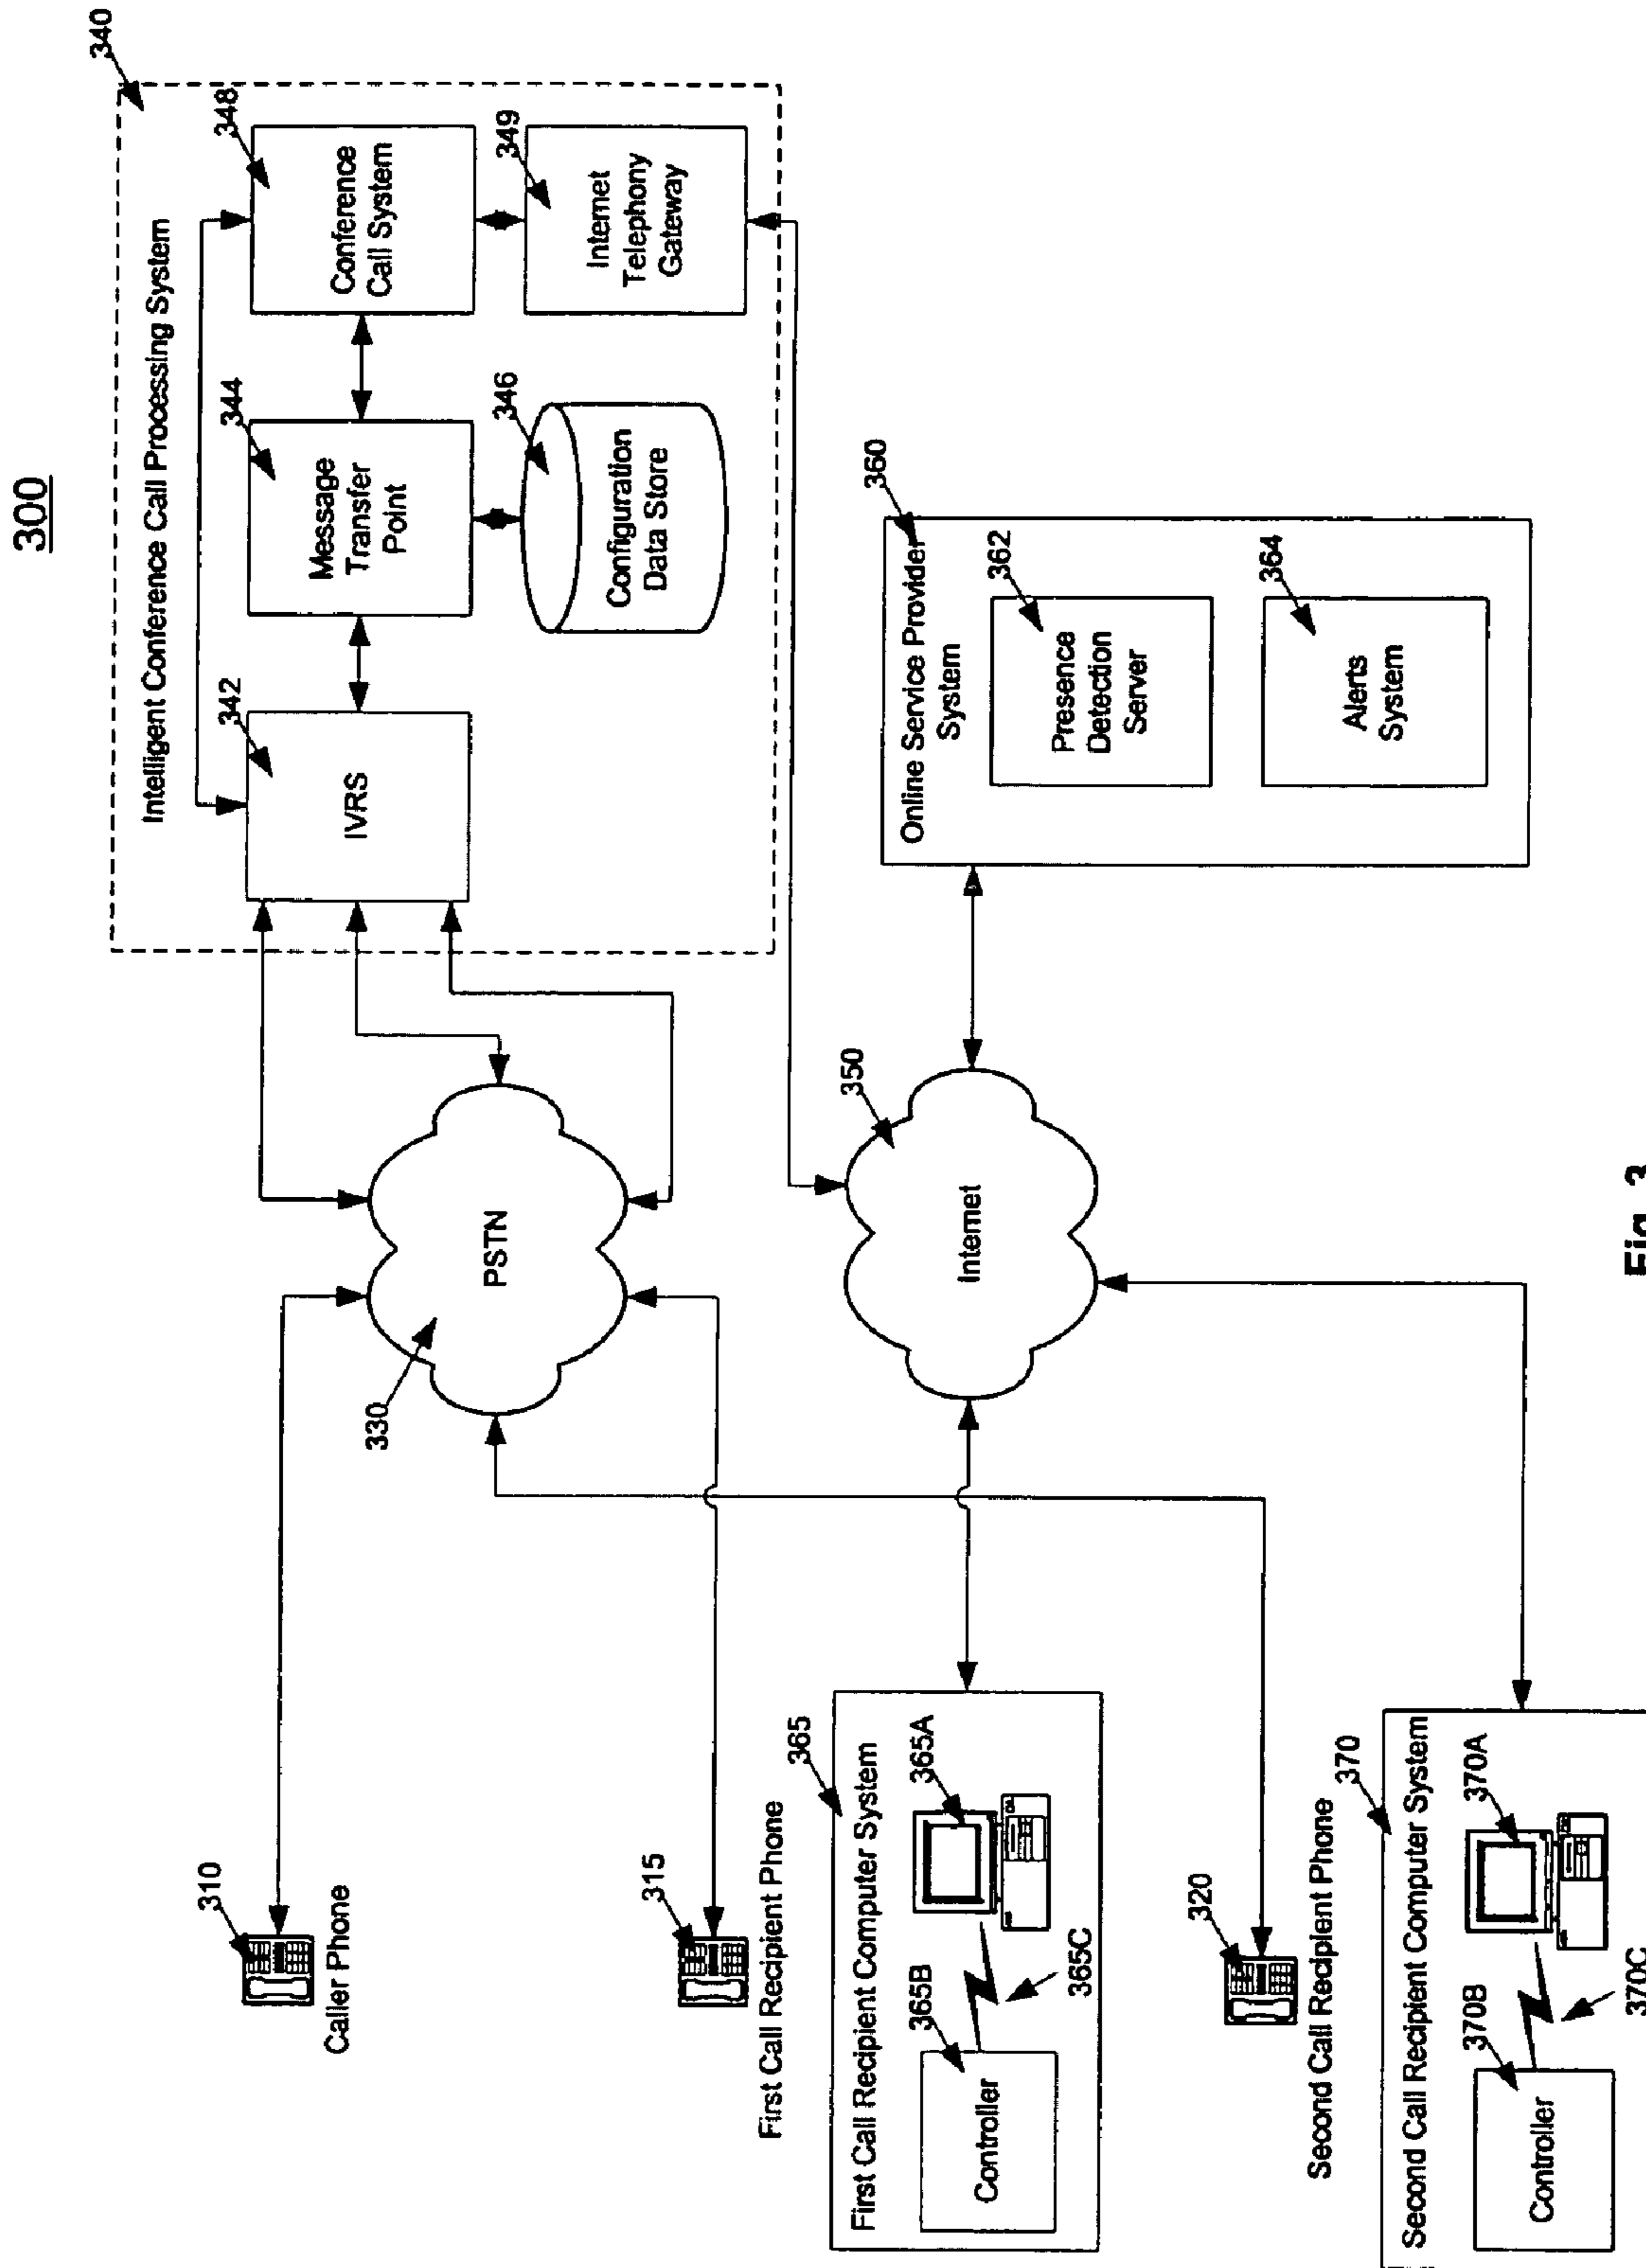 300
340
Intelligent Conference Call Processing System
342
IVRS
344
Message
Transfer
Point
348
Conference
Call System
346
Configuration
Data Store
349
Internet
Telephony
Gateway
310
Caller Phone
330
PSTN
315
First Call Recipient Phone
350
Internet
360
Online Service Provider
System
362
Presence
Detection
Server
364
Alerts
System
365
First Call Recipient Computer System
365A
365B
Controller
365C
320
Second Call Recipient Phone
370
Second Call Recipient Computer System
370A
370B
Controller
370C
Fig. 3